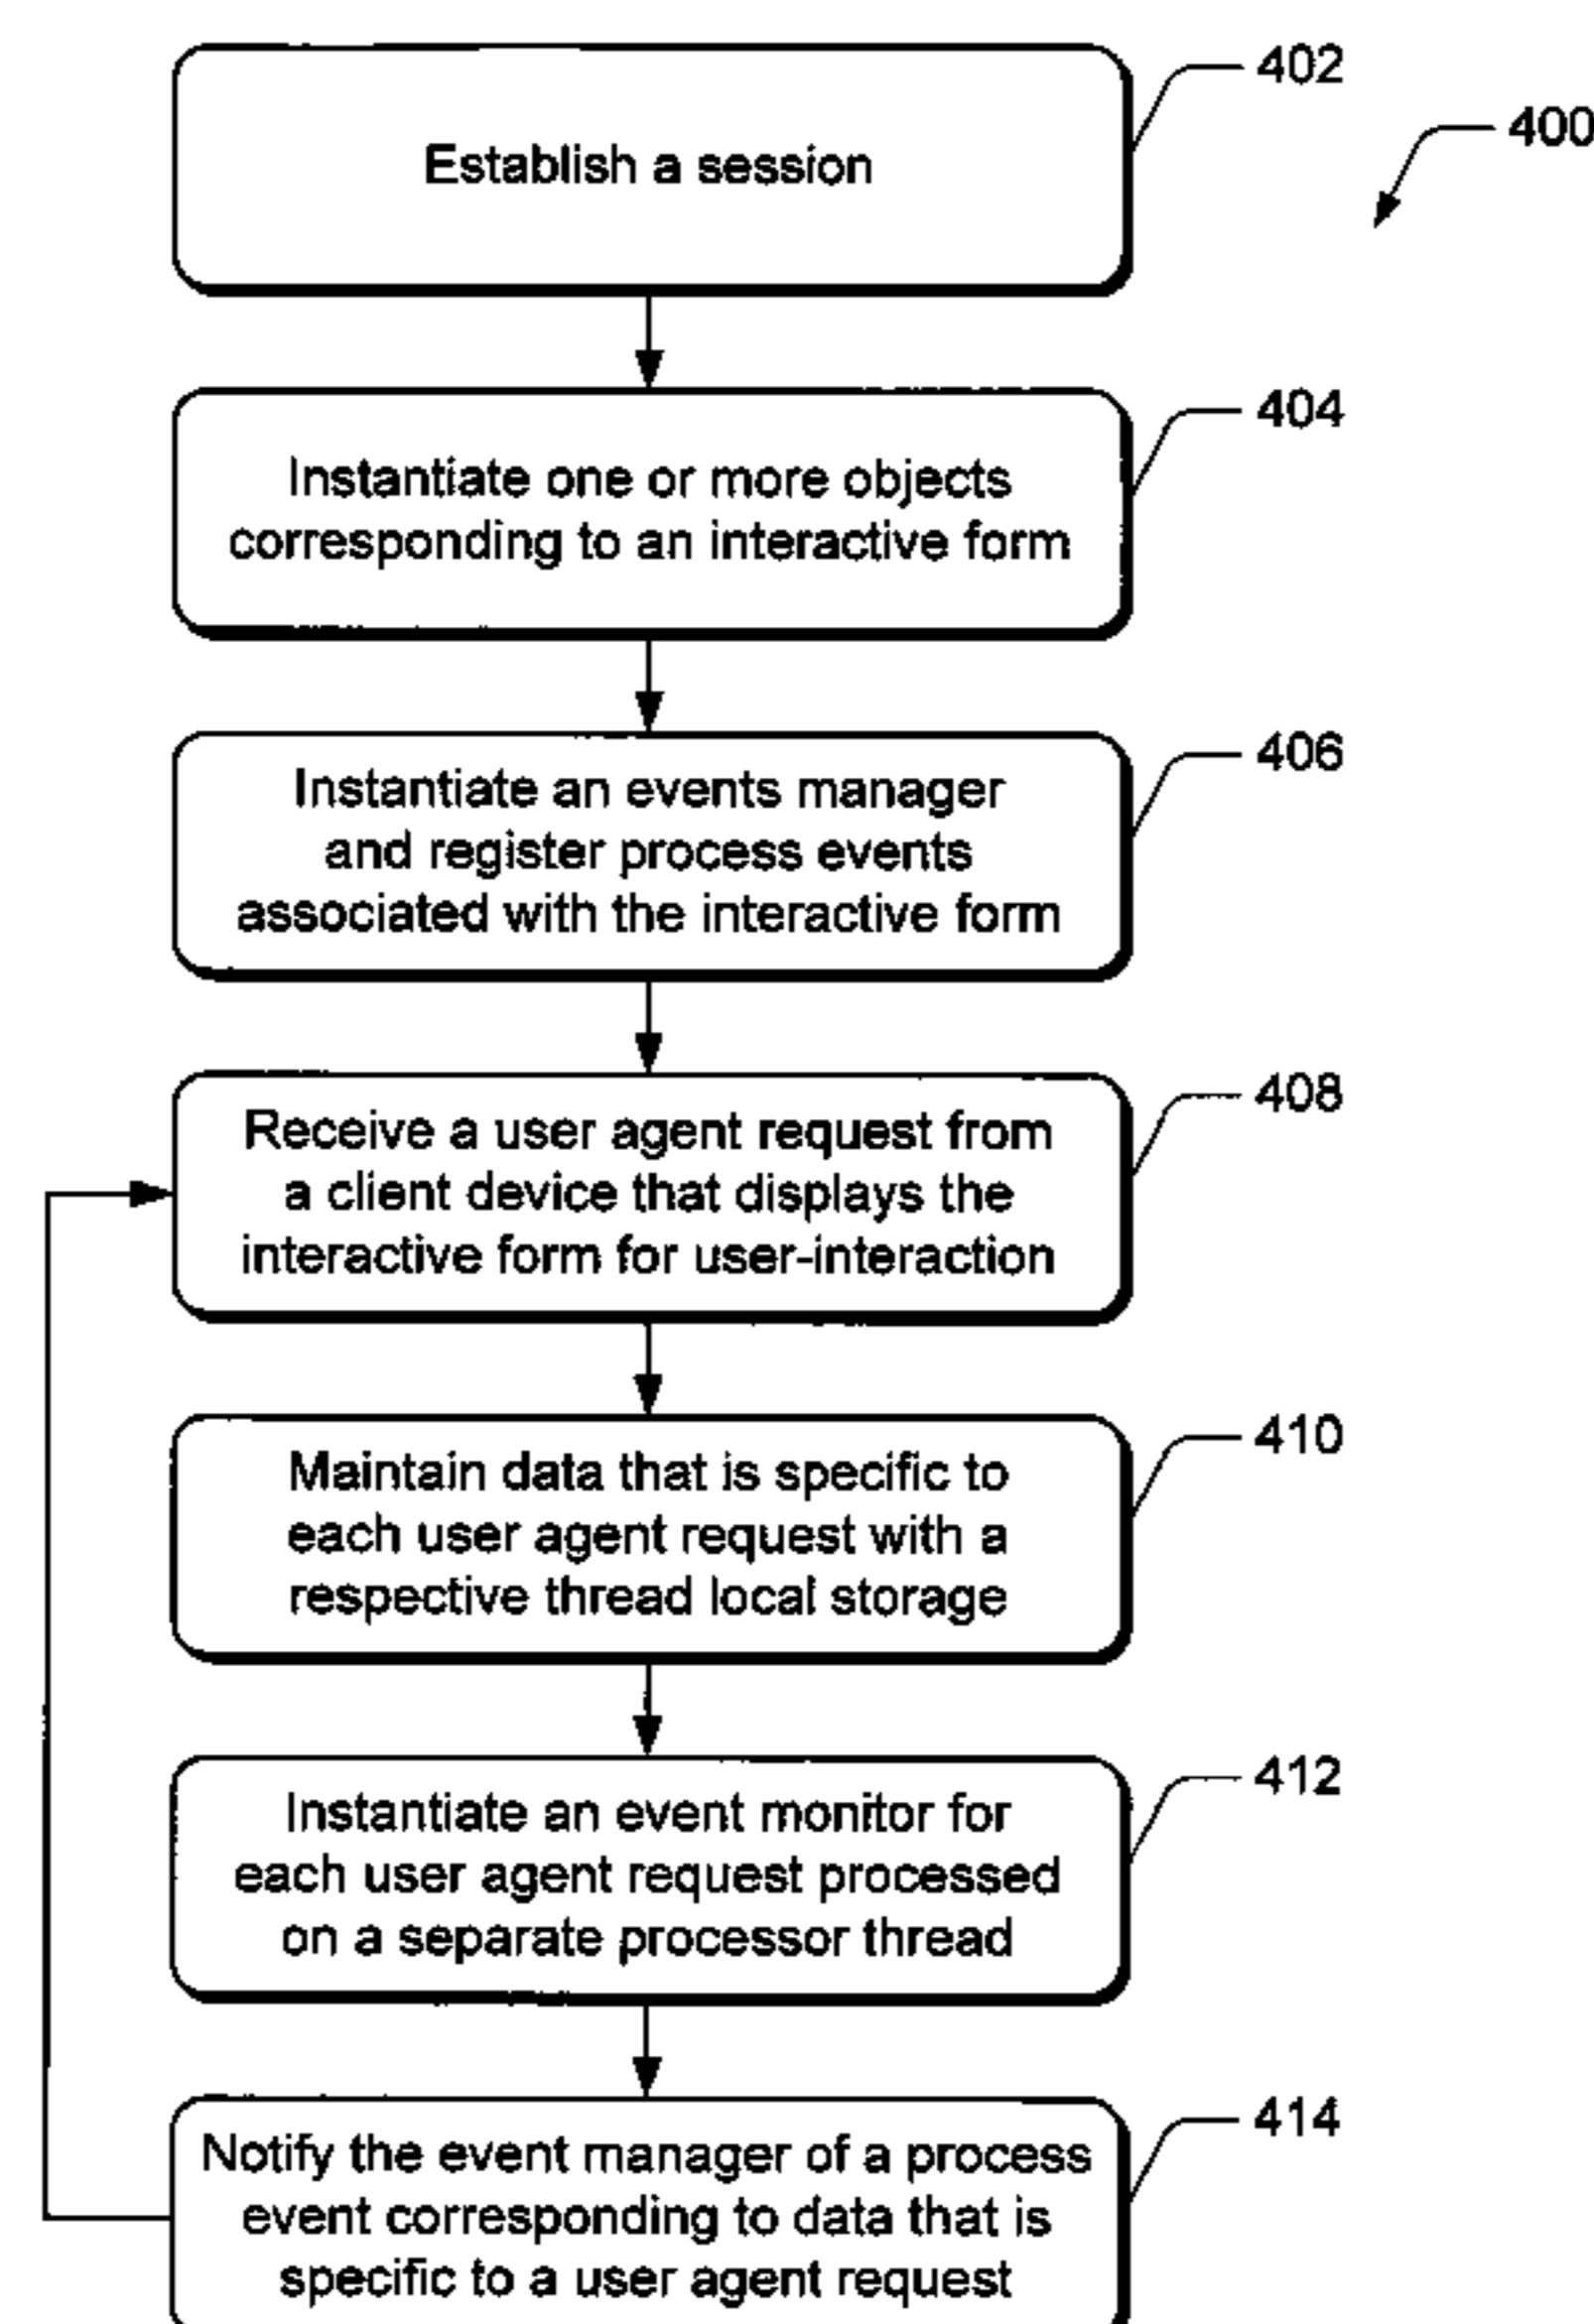 402
400
Establish a session
404
Instantiate one or more objects
corresponding to an interactive form
406
Instantiate an events manager
and register process events
associated with the interactive form
408
Receive a user agent request from
a client device that displays the
interactive form for user-interaction
410
Maintain data that is specific to
each user agent request with a
respective thread local storage
412
Instantiate an event monitor for
each user agent request processed
on a separate processor thread
414
Notify the event manager of a process
event corresponding to data that is
specific to a user agent request